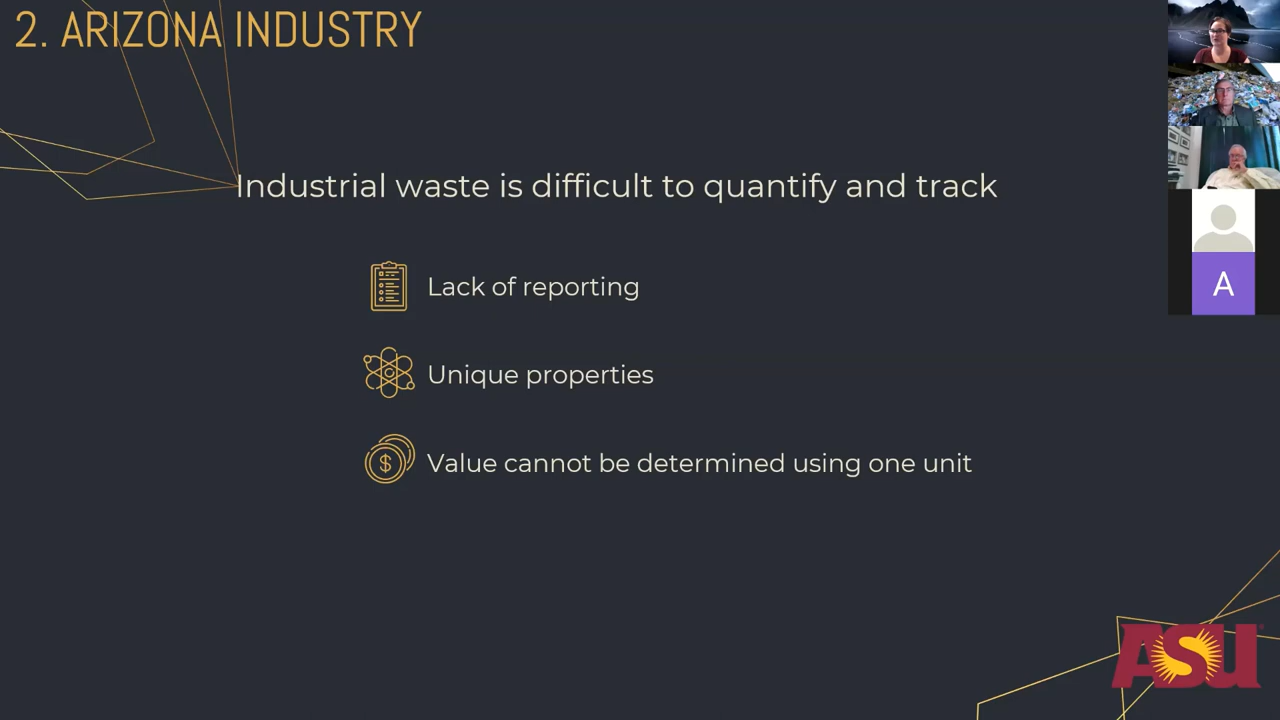 2. ARIZONA INDUSTRY
Industrial waste is difficult to quantify and track
Lack of reporting
Unique properties
$
Value cannot be determined using one unit
A
ASU